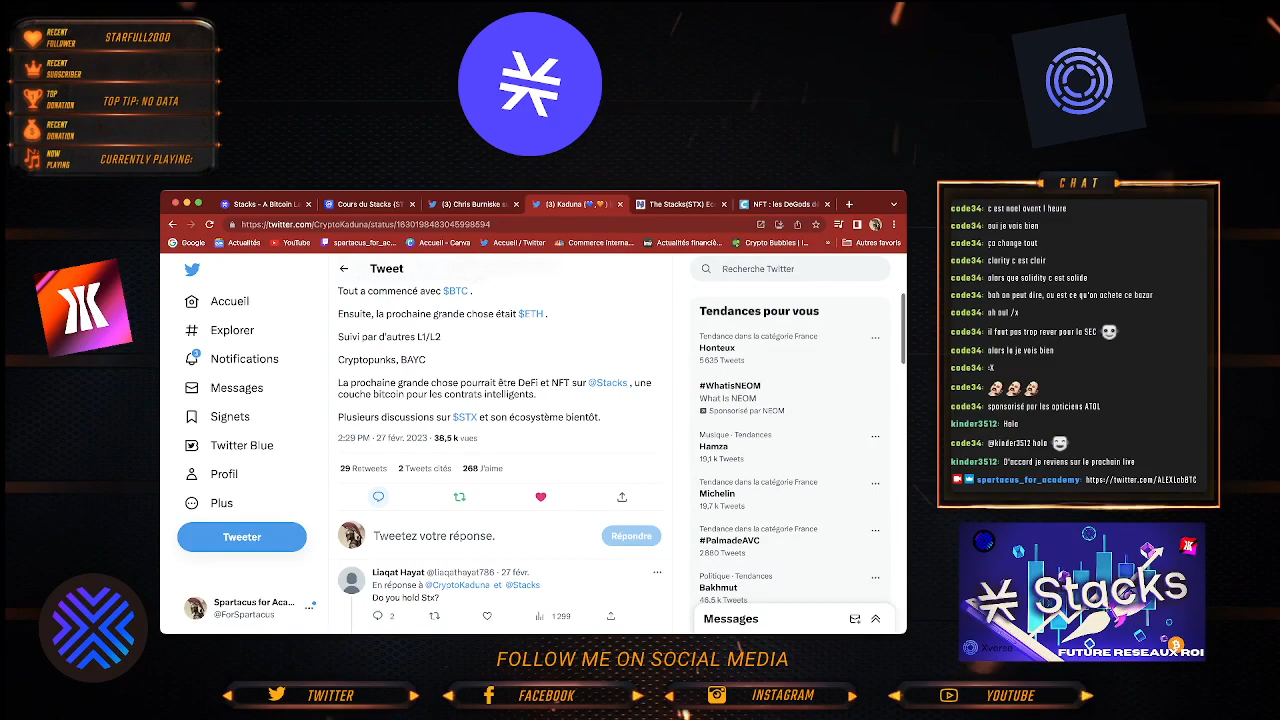 RECENT FOLLOWER
STARFULL2000
RECENT SUBSCRIBER
TOP DONATION
TOP TIP: NO DATA
RECENT DONATION
NOW PLAYING
CURRENTLY PLAYING:
Stacks - A Bitcoin L
Cours du Stacks (ST
(3) Chris Burniske su
(3) Kaduna (💙,🧡)
The Stacks(STX) Ec
NFT : les DeGods dé
https://twitter.com/CryptoKaduna/status/1630198483045998594
Google
Actualités
YouTube
spartacus_for_ac...
Accueil – Canva
Accueil / Twitter
Commerce Interna...
Actualités financiè...
Crypto Bubbles | I...
»
Autres favoris
Accueil
Explorer
3
Notifications
Messages
Signets
Twitter Blue
Profil
Plus
Tweeter
Spartacus for Aca...
@ForSpartacus
Tweet
Tout a commencé avec $BTC .
Ensuite, la prochaine grande chose était $ETH .
Suivi par d'autres L1/L2
Cryptopunks, BAYC
La prochaine grande chose pourrait être DeFi et NFT sur @Stacks , une
couche bitcoin pour les contrats intelligents.
Plusieurs discussions sur $STX et son écosystème bientôt.
2:29 PM · 27 févr. 2023 · 38,5 k vues
29 Retweets 2 Tweets cités 268 J'aime
Tweetez votre réponse.
Répondre
Liaqat Hayat @liaqathayat786 · 27 févr.
En réponse à @CryptoKaduna et @Stacks
Do you hold Stx?
2
1 299
Recherche Twitter
Tendances pour vous
Tendance dans la catégorie France
Honteux
5 635 Tweets
#WhatisNEOM
What Is NEOM
Sponsorisé par NEOM
Musique · Tendances
Hamza
19,1 k Tweets
Tendance dans la catégorie France
Michelin
19,7 k Tweets
Tendance dans la catégorie France
#PalmadeAVC
2 880 Tweets
Politique · Tendances
Bakhmut
46,5 k Tweets
Messages
CHAT
code34: c est noel avant l heure
code34: oui je vois bien
code34: ça change tout
code34: clarity c est clair
code34: alors que solidity c est solide
code34: bah on peut dire, ou est ce qu'on achete ce bazar
code34: ah oui /x
code34: il faut pas trop rever pour la SEC
code34: alors la je vois bien
code34: :X
code34:
code34: sponsorisé par les opticiens ATOL
kinder3512: Hola
code34: @kinder3512 hola
kinder3512: D'accord je reviens sur le prochain live
spartacus_for_academy: https://twitter.com/ALEXLabBTC
Stacks
Xverse
FUTURE RESEAUX ROI
FOLLOW ME ON SOCIAL MEDIA
TWITTER
FACEBOOK
INSTAGRAM
YOUTUBE